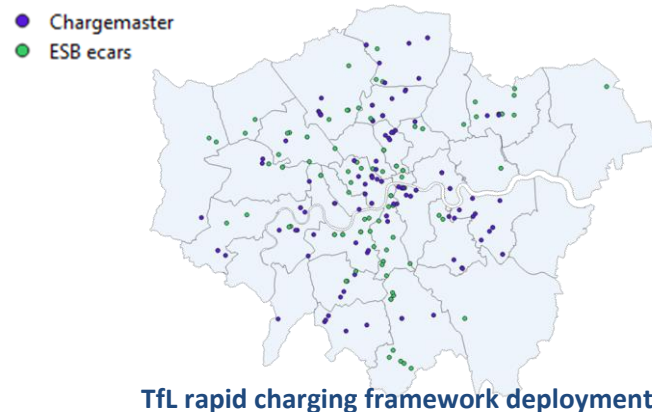 Chargemaster
ESB ecars
TfL rapid charging framework deployment